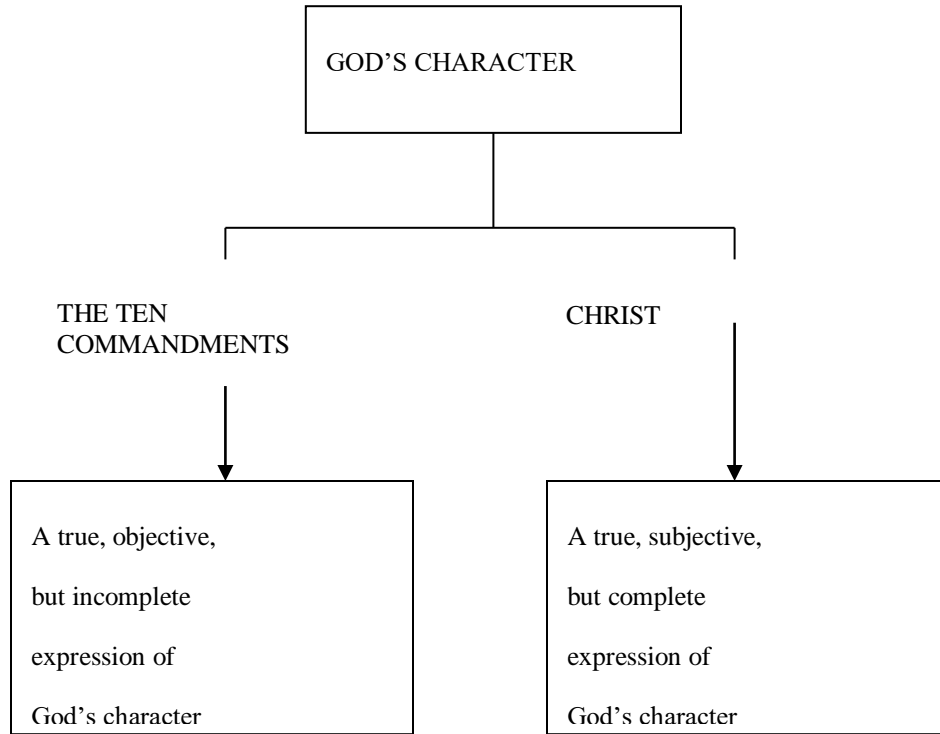 GOD’S CHARACTER
THE TEN
COMMANDMENTS
CHRIST
A true, objective,
but incomplete
expression of
God’s character
A true, subjective,
but complete
expression of
God’s character